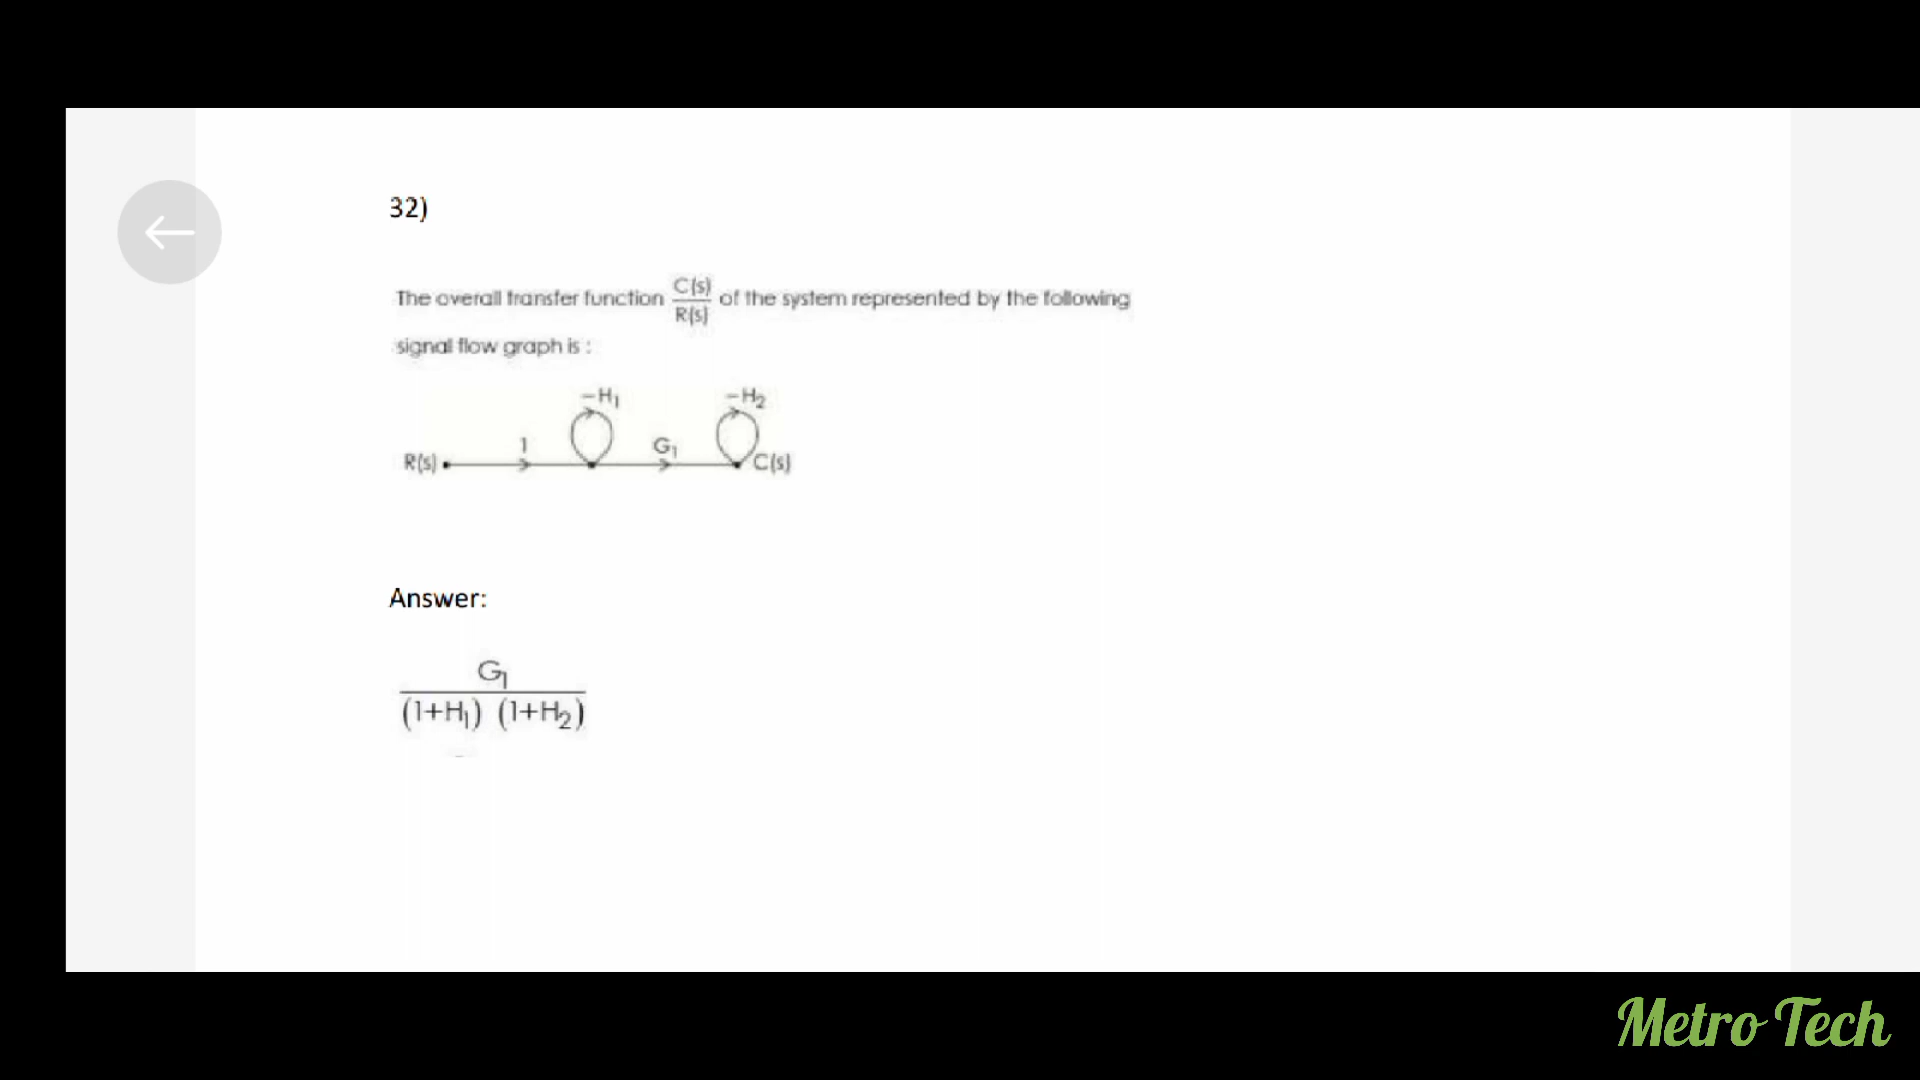 32)
The overall transfer function C(s)/R(s) of the system represented by the following
signal flow graph is :
-H₁ -H₂
R(s) 1 G₁ C(s)
Answer:
G₁
(1+H₁) (1+H₂)
Metro Tech